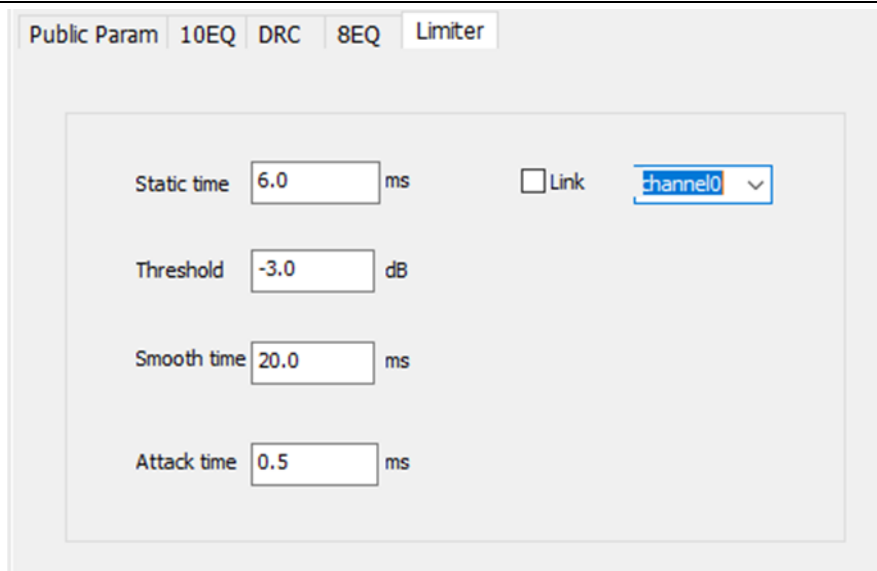 Public Param 10EQ DRC 8EQ Limiter
Static time 6.0 ms Link channel0
Threshold -3.0 dB
Smooth time 20.0 ms
Attack time 0.5 ms